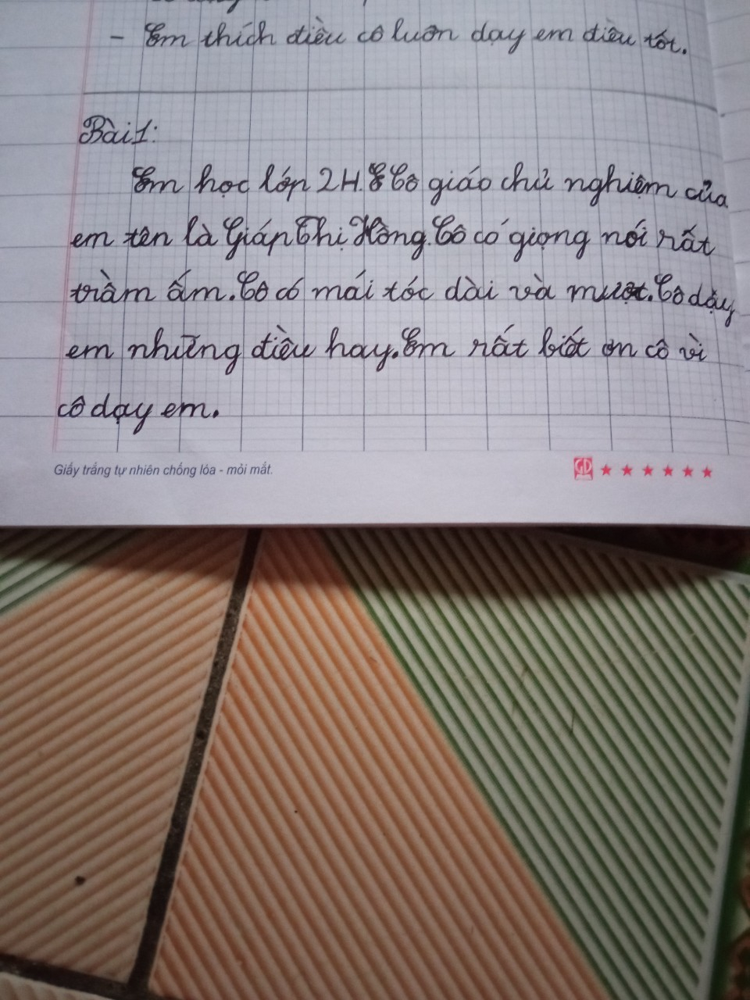 - Em thích điều cô luôn dạy em điều tốt.
Bài 1:
Em học lớp 2H. Cô giáo chủ nghiệm của
em tên là Giáp Thị Hồng. Cô có giọng nói rất
trầm ấm. Cô có mái tóc dài và mượt. Cô dậy
em những điều hay. Em rất biết ơn cô vì
cô dạy em.
Giấy trắng tự nhiên chống lóa - mỏi mắt.
GD ★ ★ ★ ★ ★ ★